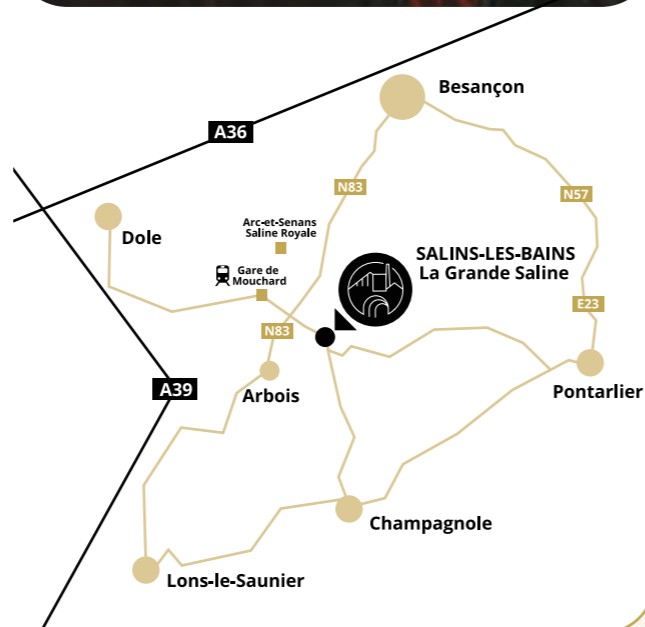 Besançon
A36
N83
N57
Arc-et-Senans
Saline Royale
Dole
SALINS-LES-BAINS
La Grande Saline
Gare de
Mouchard
E23
N83
Arbois
A39
Pontarlier
Champagnole
Lons-le-Saunier